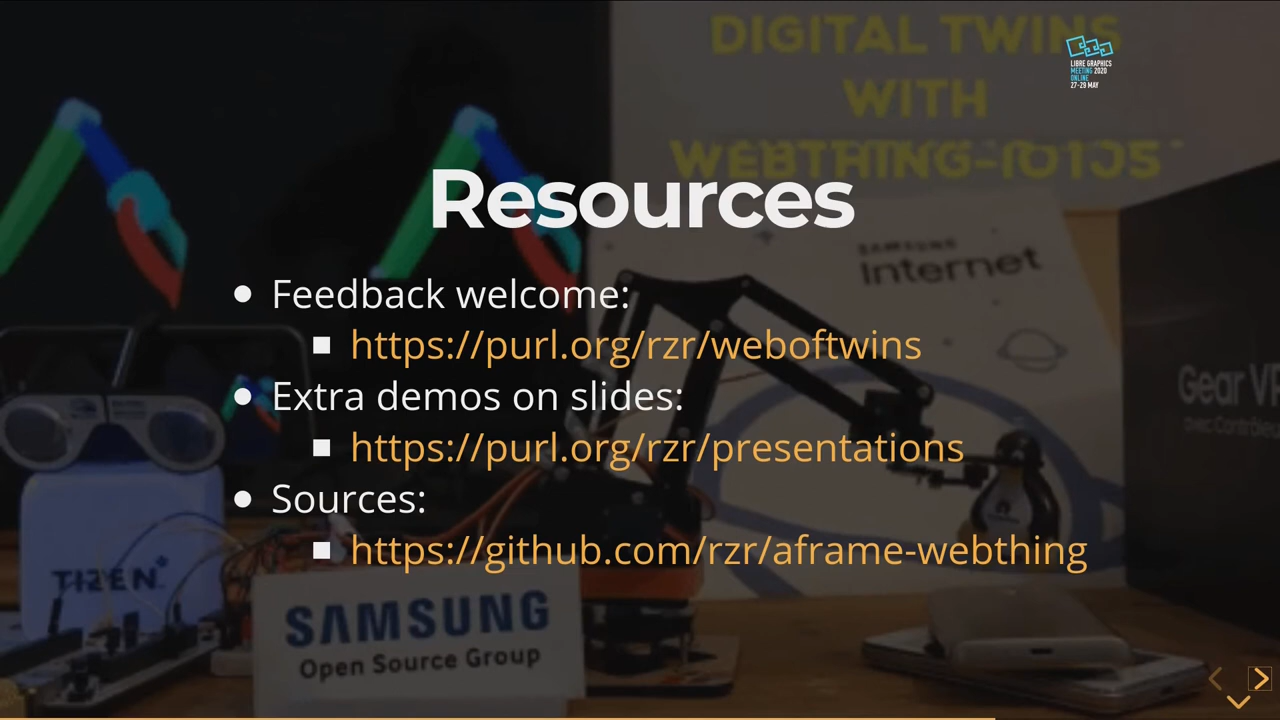 DIGITAL TWINS
WITH
WEBTHING-IOTJS
LIBRE GRAPHICS
MEETING 2020
ONLINE
27-29 MAY
Resources
SAMSUNG
Internet
Feedback welcome:
https://purl.org/rzr/weboftwins
Extra demos on slides:
https://purl.org/rzr/presentations
Sources:
https://github.com/rzr/aframe-webthing
Gear VR
TIZEN
SAMSUNG
Open Source Group